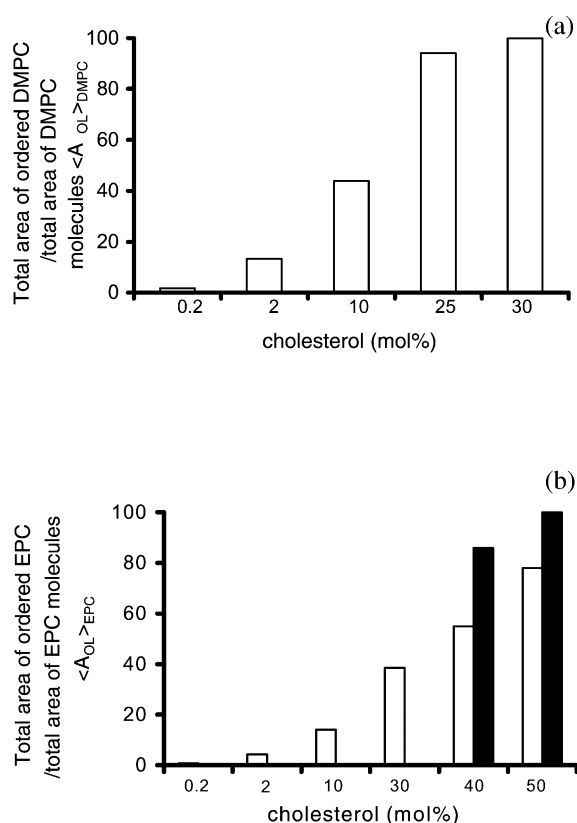 (a)
Total area of ordered DMPC
/total area of DMPC
molecules <A OL>DMPC
100
80
60
40
20
0
0.2 2 10 25 30
cholesterol (mol%)
(b)
Total area of ordered EPC
/total area of EPC molecules
<AOL>EPC
100
80
60
40
20
0
0.2 2 10 30 40 50
cholesterol (mol%)